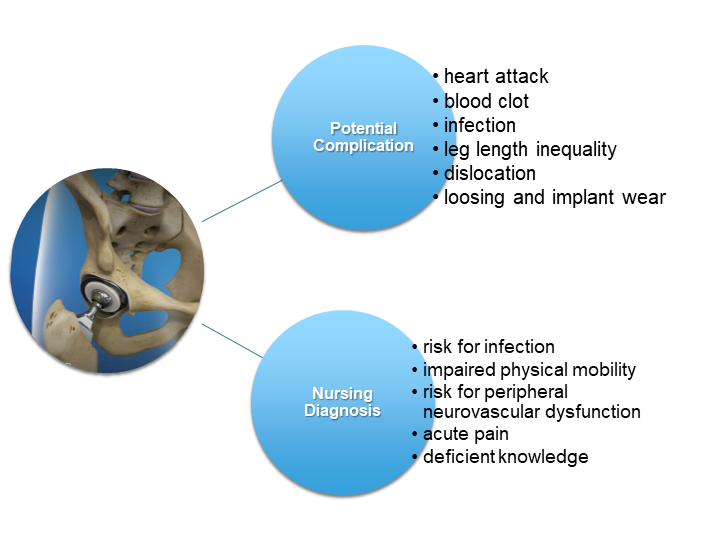 Potential
Complication
• heart attack
• blood clot
• infection
• leg length inequality
• dislocation
• loosing and implant wear
Nursing
Diagnosis
• risk for infection
• impaired physical mobility
• risk for peripheral
neurovascular dysfunction
• acute pain
• deficient knowledge